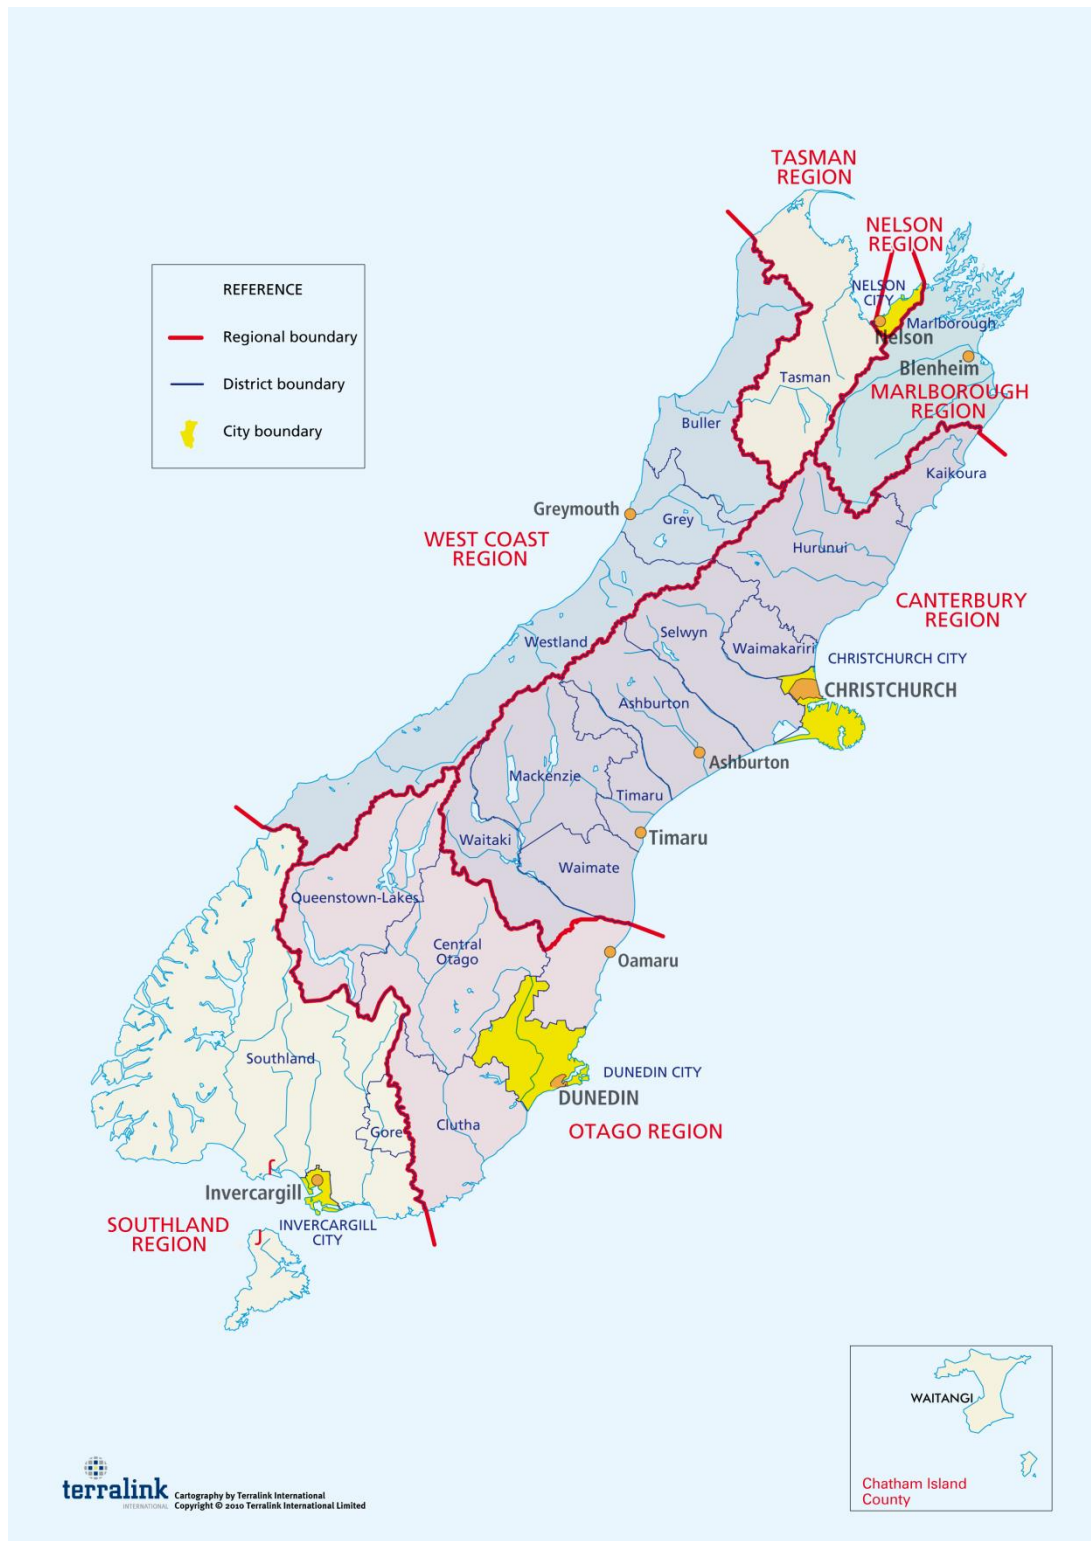 TASMAN
REGION
NELSON
REGION
REFERENCE
Regional boundary
District boundary
City boundary
NELSON
CITY
Marlborough
Nelson
Blenheim
MARLBOROUGH
REGION
Tasman
Buller
Kaikoura
Greymouth
Grey
WEST COAST
REGION
Hurunui
CANTERBURY
REGION
Selwyn
Westland
Waimakariri
CHRISTCHURCH CITY
CHRISTCHURCH
Ashburton
Ashburton
Mackenzie
Timaru
Timaru
Waitaki
Waimate
Queenstown-Lakes
Central
Otago
Oamaru
Southland
DUNEDIN CITY
DUNEDIN
Gore
Clutha
OTAGO REGION
Invercargill
SOUTHLAND
REGION
INVERCARGILL
CITY
WAITANGI
Chatham Island
County
terralink
INTERNATIONAL
Cartography by Terralink International
Copyright © 2010 Terralink International Limited